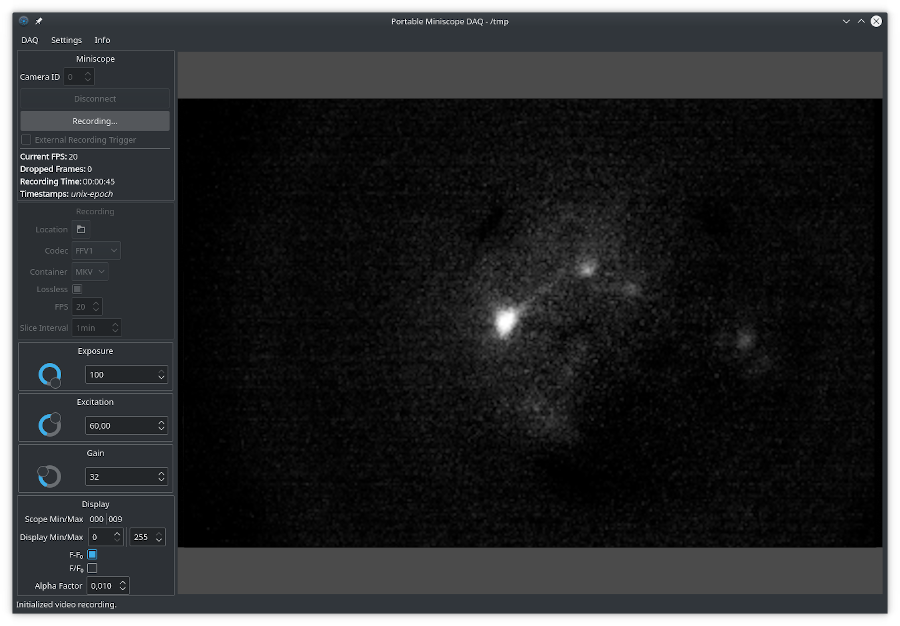 Portable Miniscope DAQ - /tmp
DAQ Settings Info
Miniscope
Camera ID 0
Disconnect
Recording...
External Recording Trigger
Current FPS: 20
Dropped Frames: 0
Recording Time: 00:00:45
Timestamps: unix-epoch
Recording
Location
Codec FFV1
Container MKV
Lossless
FPS 20
Slice Interval 1min
Exposure
100
Excitation
60,00
Gain
32
Display
Scope Min/Max 000 009
Display Min/Max 0 255
F-F₀
F/F₀
Alpha Factor 0,010
Initialized video recording.